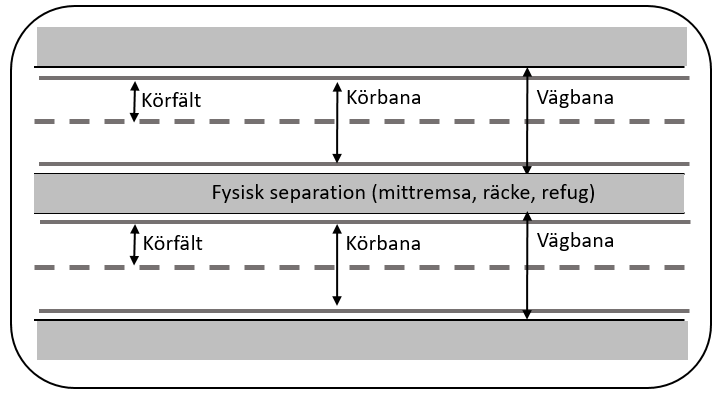 Körfält
Körbana
Vägbana
Fysisk separation (mittremsa, räcke, refug)
Körfält
Körbana
Vägbana